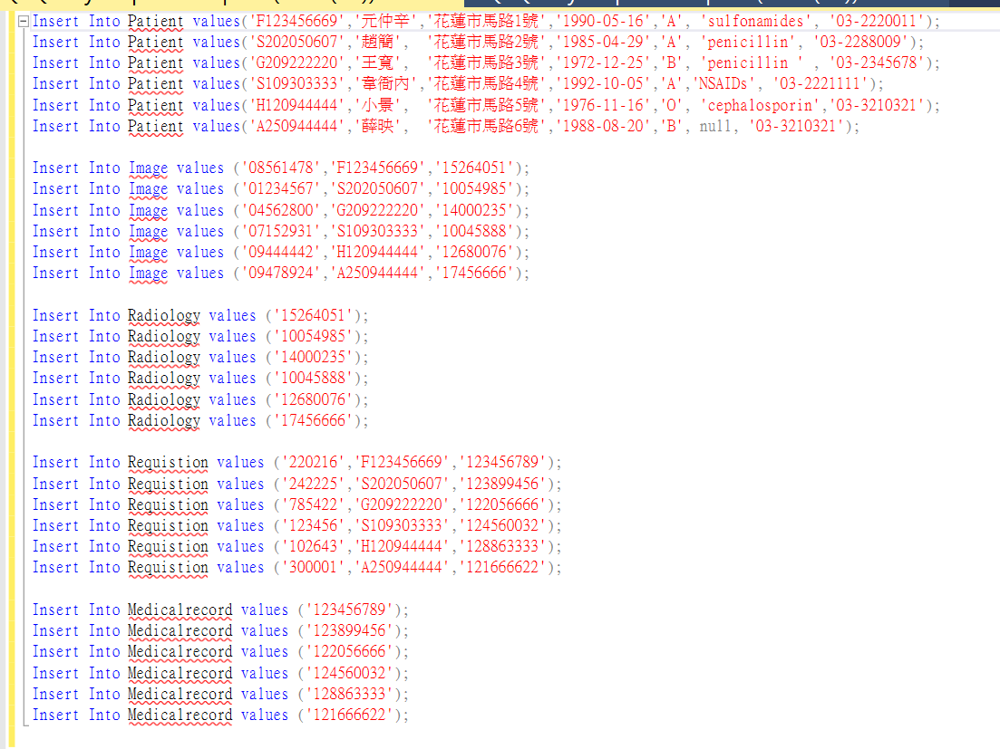 Insert Into Patient values('F123456669','元仲辛','花蓮市馬路1號','1990-05-16','A', 'sulfonamides', '03-2220011');
Insert Into Patient values('S202050607','趙簡', '花蓮市馬路2號','1985-04-29','A', 'penicillin', '03-2288009');
Insert Into Patient values('G209222220','王寬', '花蓮市馬路3號','1972-12-25','B', 'penicillin ' , '03-2345678');
Insert Into Patient values('S109303333','韋衙內','花蓮市馬路4號','1992-10-05','A','NSAIDs', '03-2221111');
Insert Into Patient values('H120944444','小景', '花蓮市馬路5號','1976-11-16','O', 'cephalosporin','03-3210321');
Insert Into Patient values('A250944444','薛映', '花蓮市馬路6號','1988-08-20','B', null, '03-3210321');
Insert Into Image values ('08561478','F123456669','15264051');
Insert Into Image values ('01234567','S202050607','10054985');
Insert Into Image values ('04562800','G209222220','14000235');
Insert Into Image values ('07152931','S109303333','10045888');
Insert Into Image values ('09444442','H120944444','12680076');
Insert Into Image values ('09478924','A250944444','17456666');
Insert Into Radiology values ('15264051');
Insert Into Radiology values ('10054985');
Insert Into Radiology values ('14000235');
Insert Into Radiology values ('10045888');
Insert Into Radiology values ('12680076');
Insert Into Radiology values ('17456666');
Insert Into Requistion values ('220216','F123456669','123456789');
Insert Into Requistion values ('242225','S202050607','123899456');
Insert Into Requistion values ('785422','G209222220','122056666');
Insert Into Requistion values ('123456','S109303333','124560032');
Insert Into Requistion values ('102643','H120944444','128863333');
Insert Into Requistion values ('300001','A250944444','121666622');
Insert Into Medicalrecord values ('123456789');
Insert Into Medicalrecord values ('123899456');
Insert Into Medicalrecord values ('122056666');
Insert Into Medicalrecord values ('124560032');
Insert Into Medicalrecord values ('128863333');
Insert Into Medicalrecord values ('121666622');